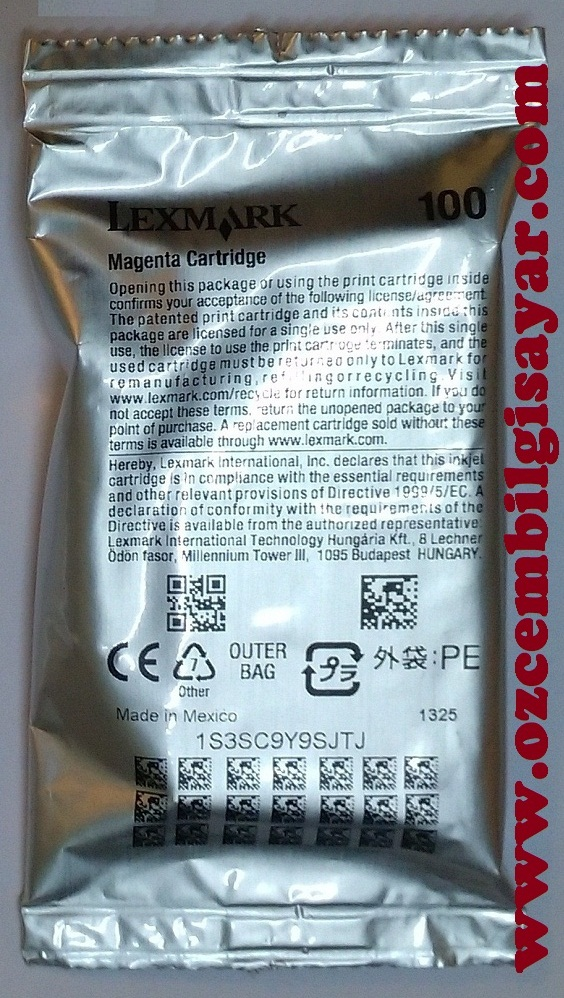 LEXMARK 100
Magenta Cartridge
Opening this package or using the print cartridge inside
confirms your acceptance of the following license/agreement.
The patented print cartridge and its contents inside this
package are licensed for a single use only. After this single
use, the license to use the print cartridge terminates, and the
used cartridge must be returned only to Lexmark for
remanufacturing, refilling or recycling. Visit
www.lexmark.com/recycle for return information. If you do
not accept these terms, return the unopened package to your
point of purchase. A replacement cartridge sold without these
terms is available through www.lexmark.com.
Hereby, Lexmark International, Inc. declares that this inkjet
cartridge is in compliance with the essential requirements
and other relevant provisions of Directive 1999/5/EC. A
declaration of conformity with the requirements of the
Directive is available from the authorized representative:
Lexmark International Technology Hungária Kft., 8 Lechner
Ödön fasor, Millennium Tower III, 1095 Budapest HUNGARY.
CE 7 OUTER プラ 外袋:PE
BAG
Other
Made in Mexico 1325
1S3SC9Y9SJTJ
www.ozcembilgisayar.com